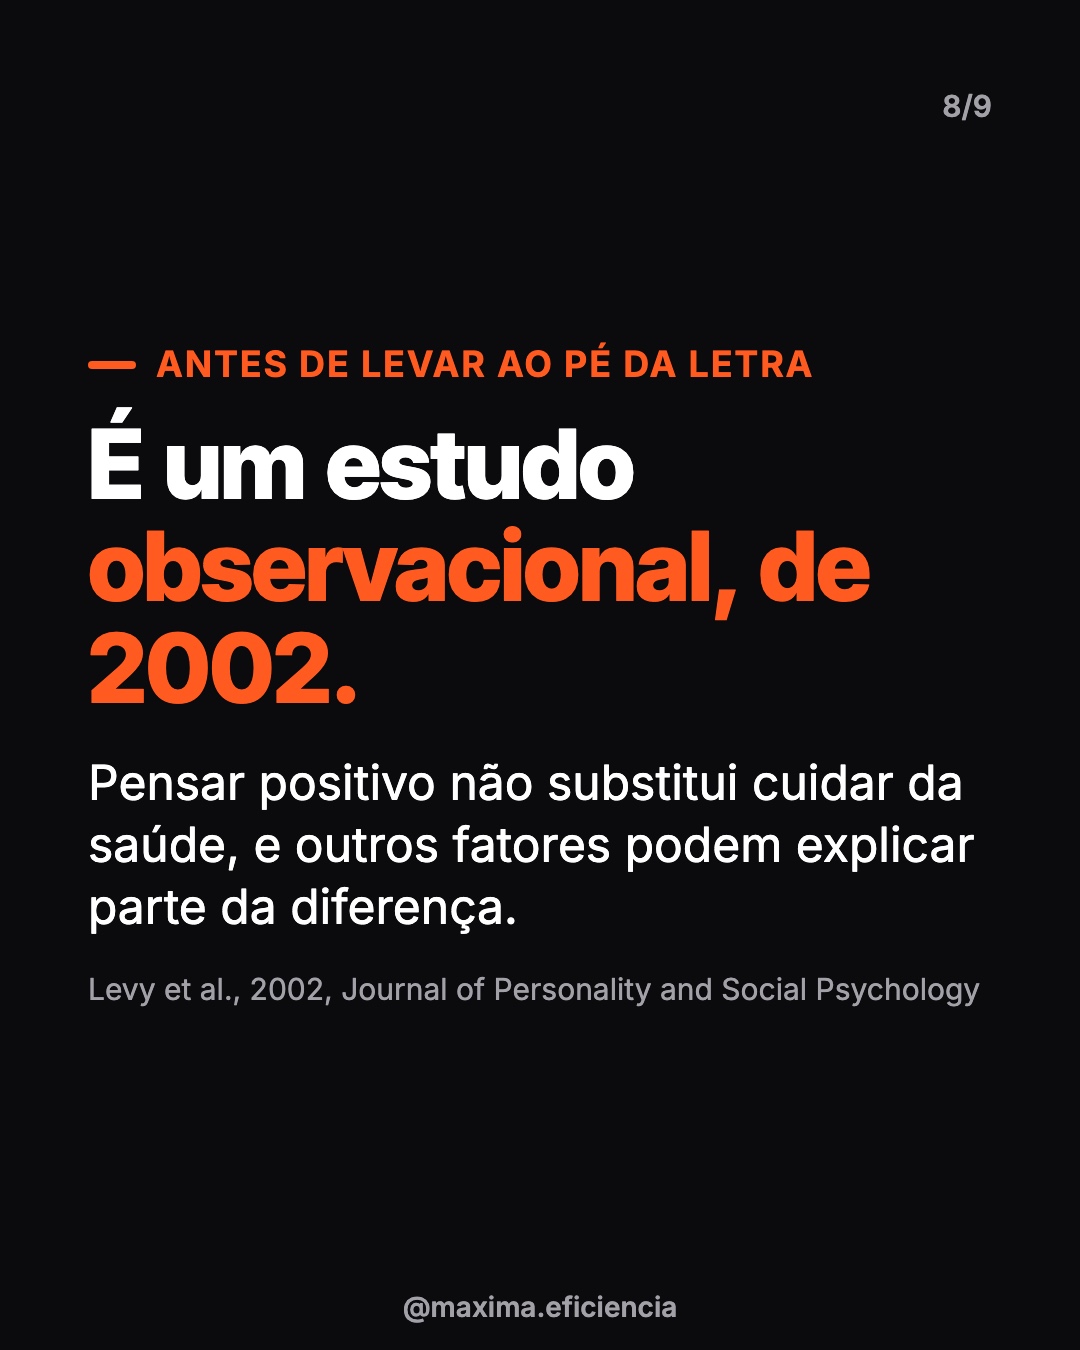 8/9
ANTES DE LEVAR AO PÉ DA LETRA
É um estudo
observacional, de
2002.
Pensar positivo não substitui cuidar da
saúde, e outros fatores podem explicar
parte da diferença.
Levy et al., 2002, Journal of Personality and Social Psychology
@maxima.eficiencia